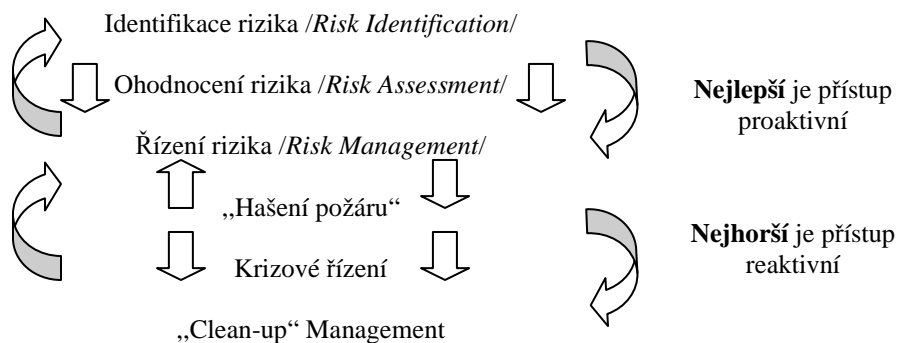 Identifikace rizika /Risk Identification/
Ohodnocení rizika /Risk Assessment/
Nejlepší je přístup
proaktivní
Řízení rizika /Risk Management/
„Hašení požáru“
Nejhorší je přístup
reaktivní
Krizové řízení
„Clean-up“ Management